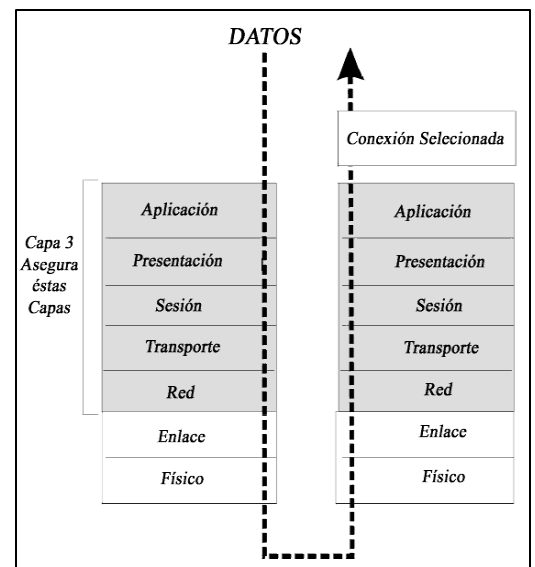 DATOS
Conexión Selecionada
Capa 3
Asegura
éstas
Capas
Aplicación
Presentación
Sesión
Transporte
Red
Enlace
Físico
Aplicación
Presentación
Sesión
Transporte
Red
Enlace
Físico